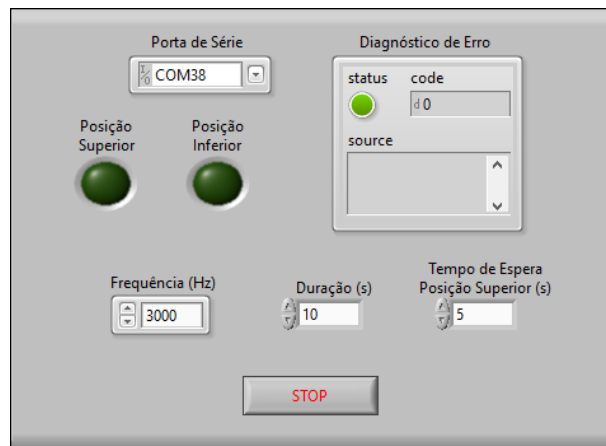 Porta de Série
I/O COM38
Diagnóstico de Erro
status
code
d 0
source
Posição
Superior
Posição
Inferior
Frequência (Hz)
3000
Duração (s)
10
Tempo de Espera
Posição Superior (s)
5
STOP